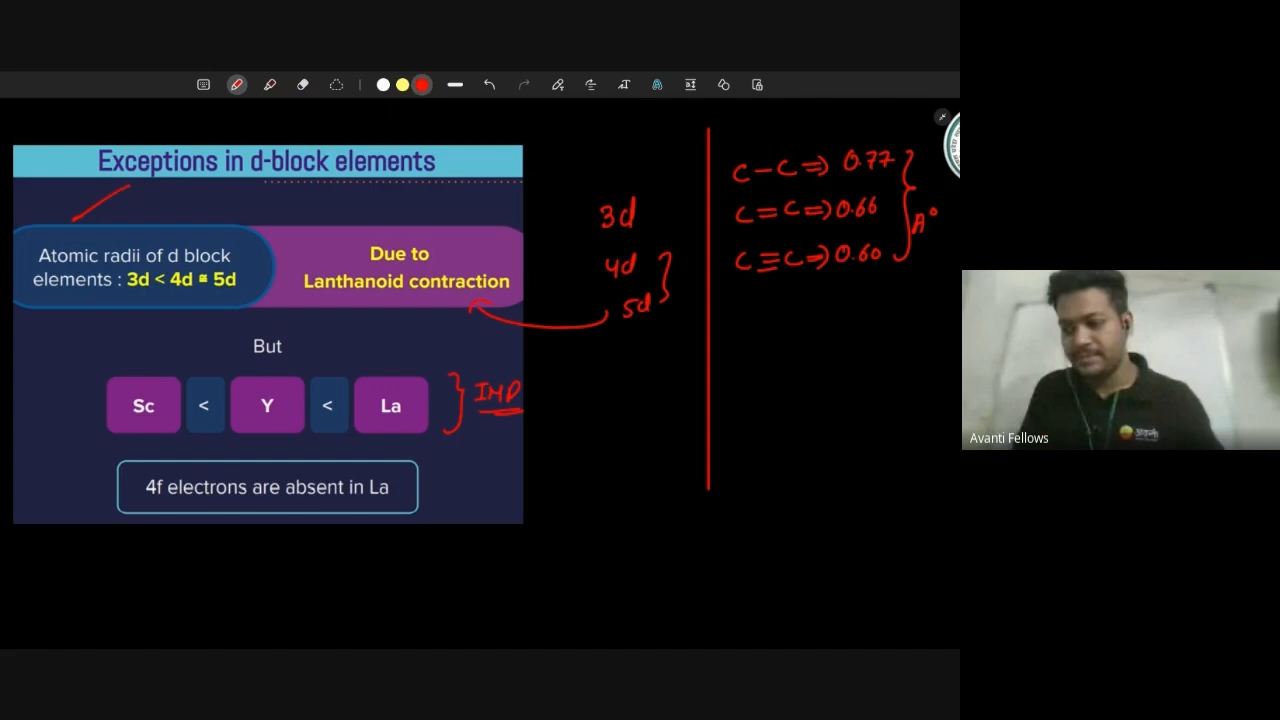 Exceptions in d-block elements
Atomic radii of d block
elements : 3d < 4d ≅ 5d
Due to
Lanthanoid contraction
But
Sc < Y < La
IMP
4f electrons are absent in La
3d
4d
5d
C－C ⇒ 0.77
C＝C ⇒ 0.66
C≡C ⇒ 0.60
A°
अवन्ती
Avanti Fellows